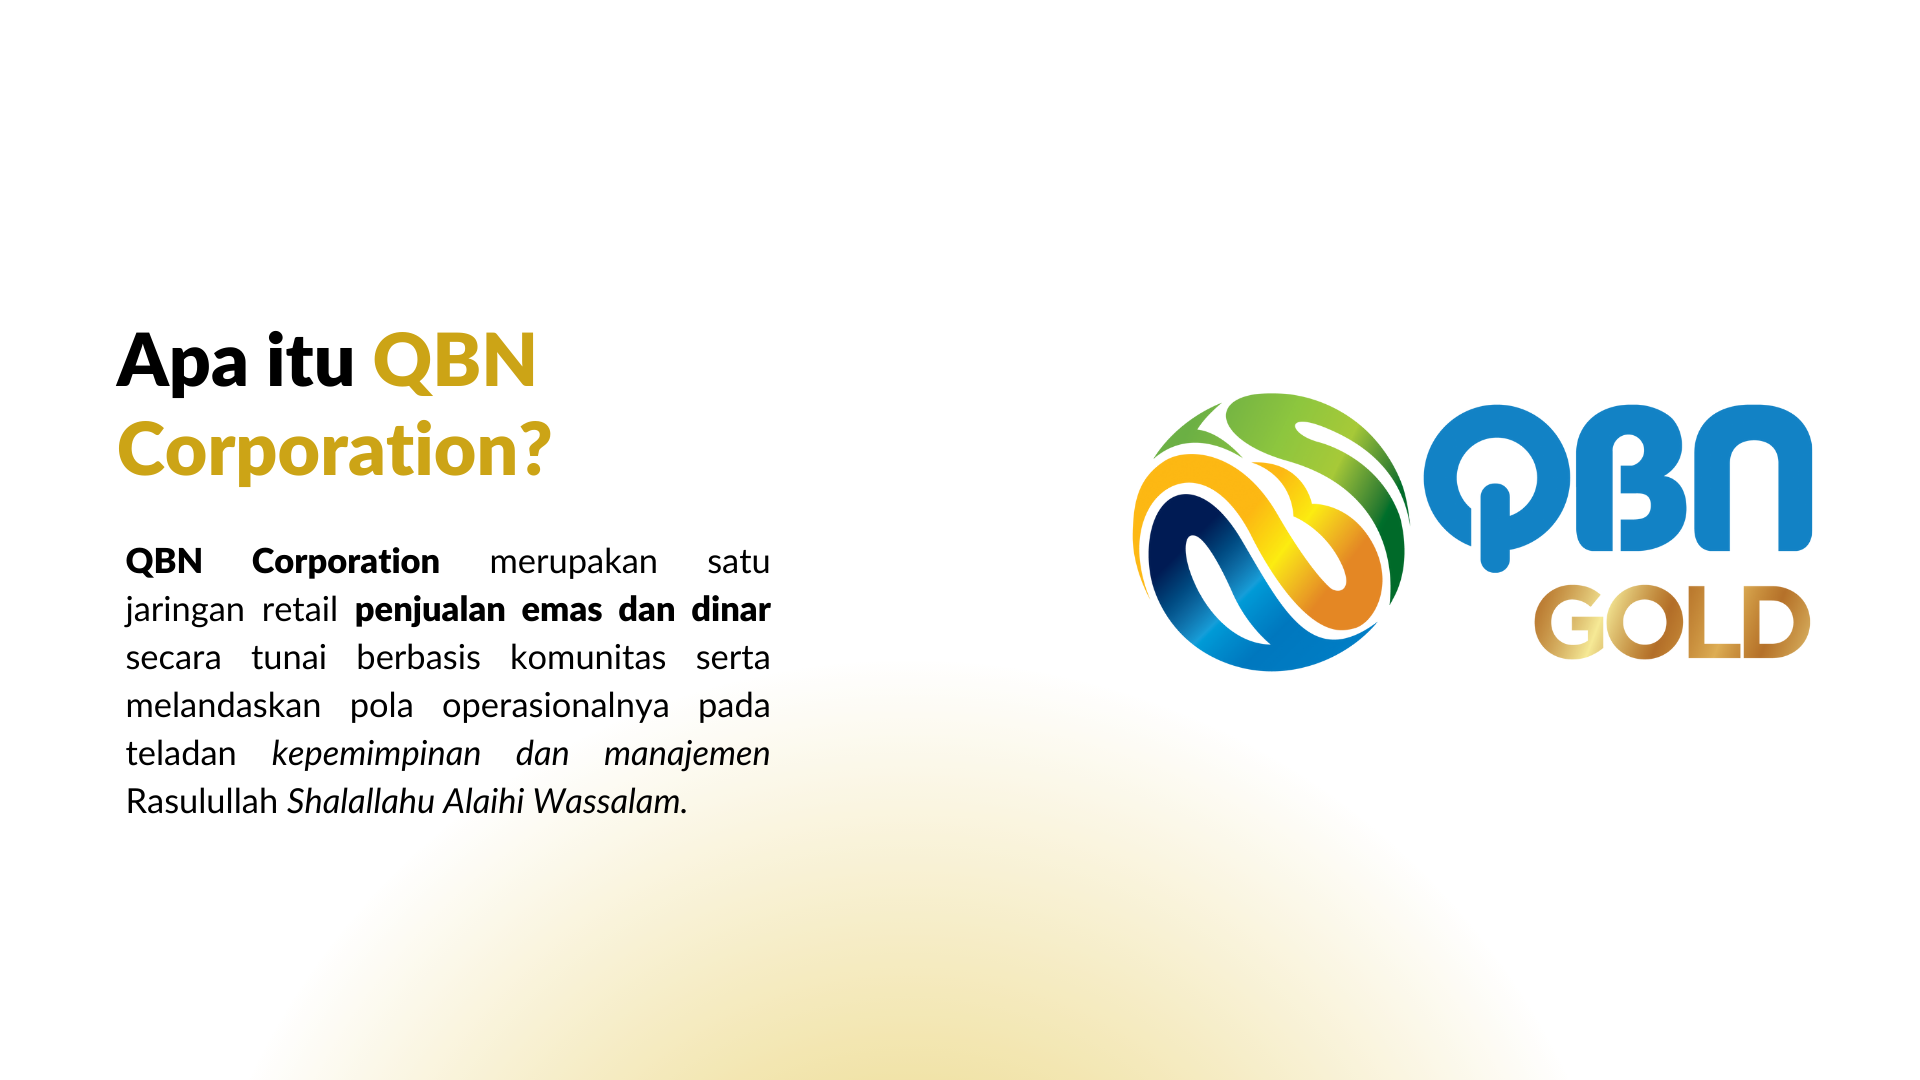 Apa itu QBN
Corporation?
QBN Corporation merupakan satu
jaringan retail penjualan emas dan dinar
secara tunai berbasis komunitas serta
melandaskan pola operasionalnya pada
teladan kepemimpinan dan manajemen
Rasulullah Shalallahu Alaihi Wassalam.
QBN
GOLD